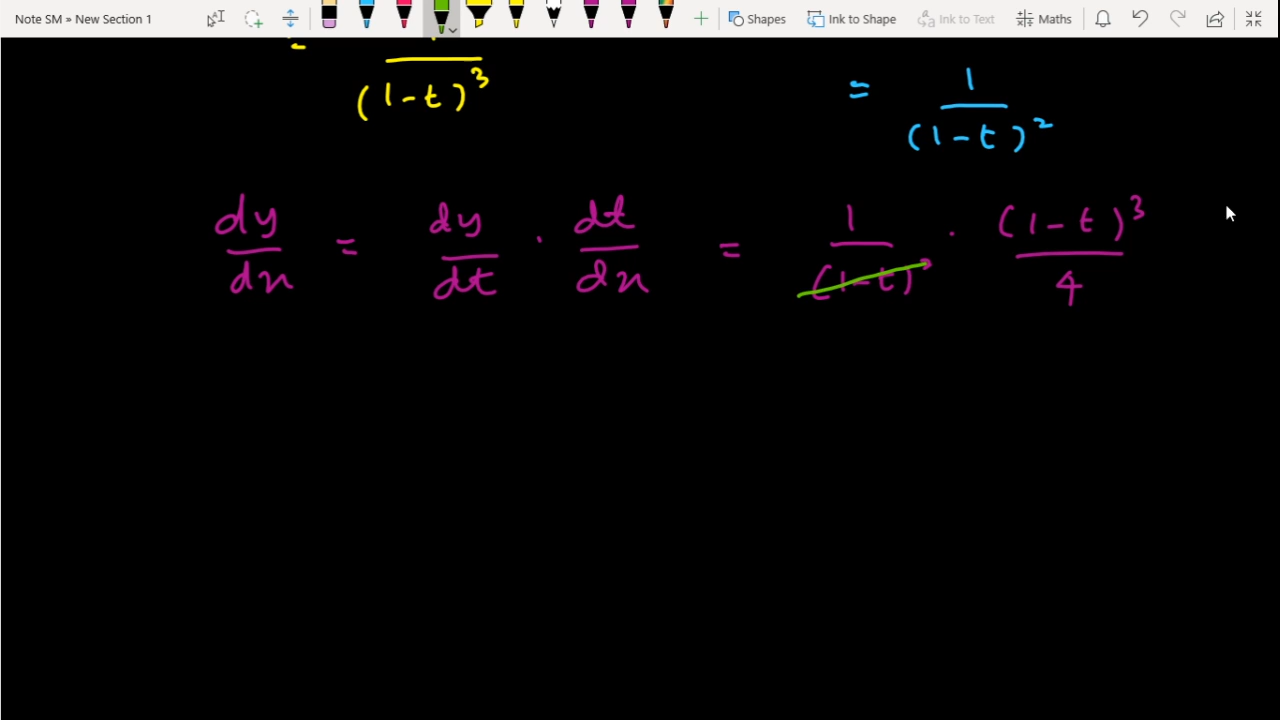 Note SM » New Section 1 Shapes Ink to Shape Ink to Text Maths
=
(1-t)³
= 1
(1-t)²
dy/dx = dy/dt · dt/dx = 1/(1-t)³ · (1-t)³/4